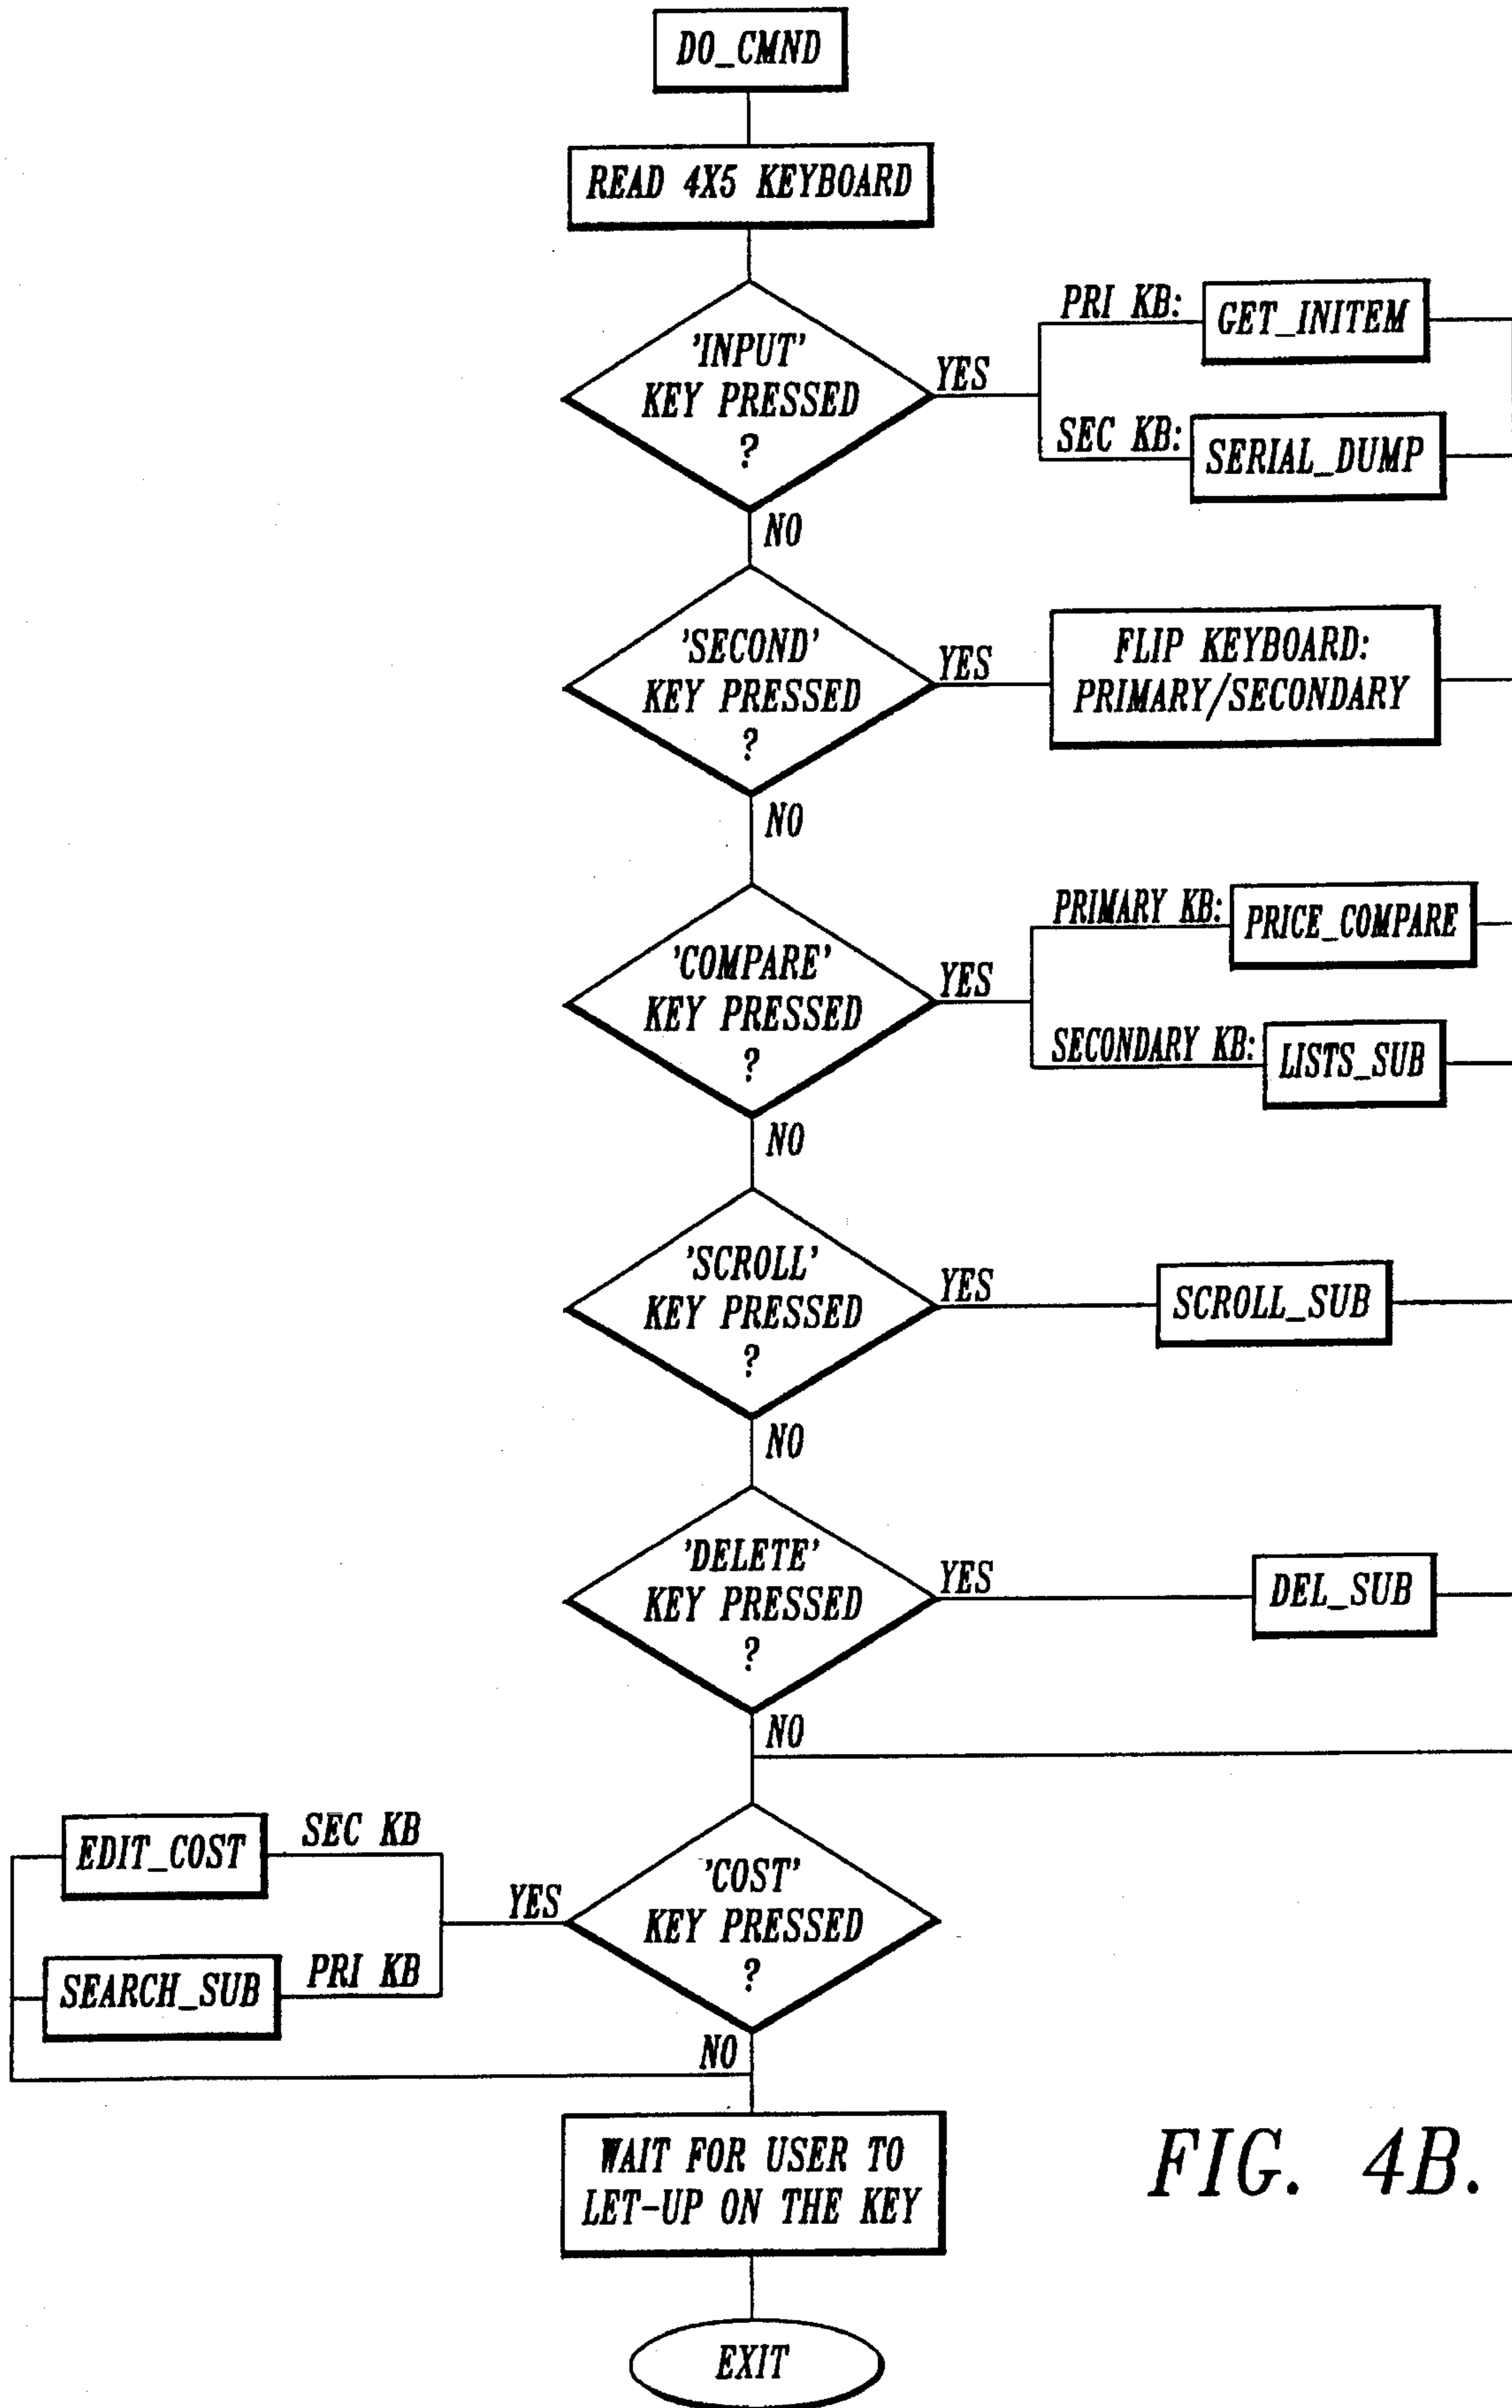 DO_CMND
READ 4X5 KEYBOARD
'INPUT'
KEY PRESSED
?
YES
PRI KB:
GET_INITEM
SEC KB:
SERIAL_DUMP
NO
'SECOND'
KEY PRESSED
?
YES
FLIP KEYBOARD:
PRIMARY/SECONDARY
NO
'COMPARE'
KEY PRESSED
?
YES
PRIMARY KB:
PRICE_COMPARE
SECONDARY KB:
LISTS_SUB
NO
'SCROLL'
KEY PRESSED
?
YES
SCROLL_SUB
NO
'DELETE'
KEY PRESSED
?
YES
DEL_SUB
NO
'COST'
KEY PRESSED
?
YES
SEC KB
EDIT_COST
PRI KB
SEARCH_SUB
NO
WAIT FOR USER TO
LET-UP ON THE KEY
EXIT
FIG. 4B.